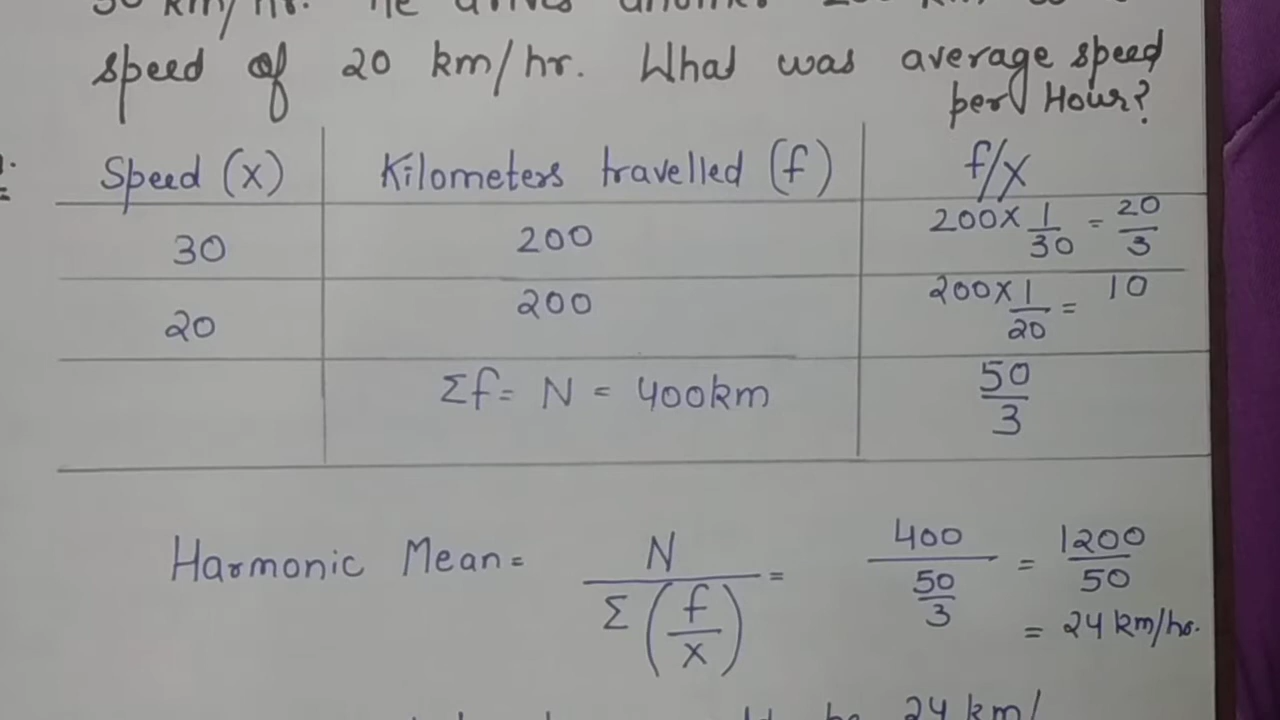 speed of 20 km/hr. What was average speed
per Hour?
Speed (x) Kilometers travelled (f) f/x
30 200 200 x 1/30 = 20/3
20 200 200 x 1/20 = 10
Σf = N = 400km 50/3
Harmonic Mean = N / Σ(f/x) = 400 / (50/3) = 1200/50
= 24 km/hr.
24 km/